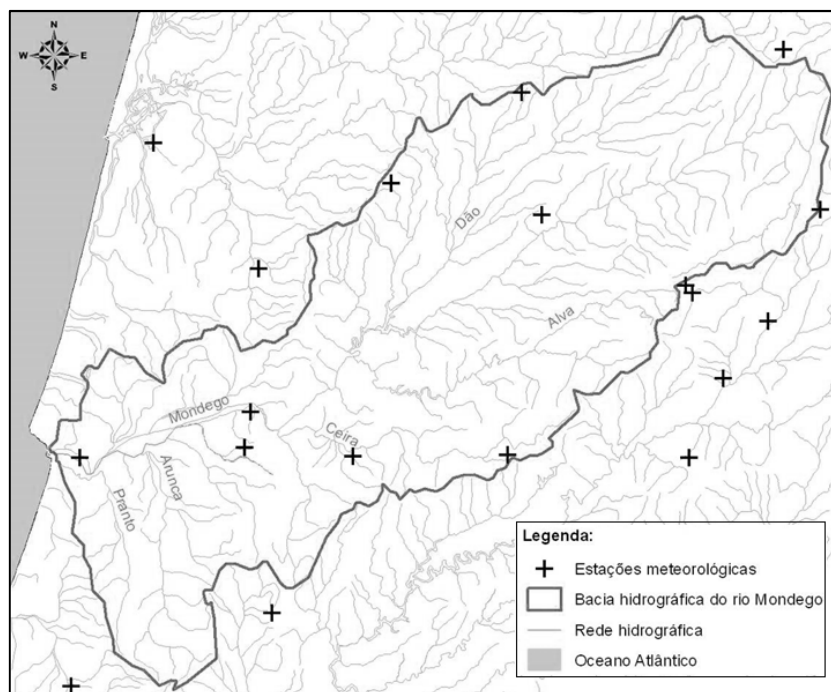 N
W E
S
Dão
Alva
Mondego
Ceira
Arunca
Pranto
Legenda:
Estações meteorológicas
Bacia hidrográfica do rio Mondego
Rede hidrográfica
Oceano Atlântico